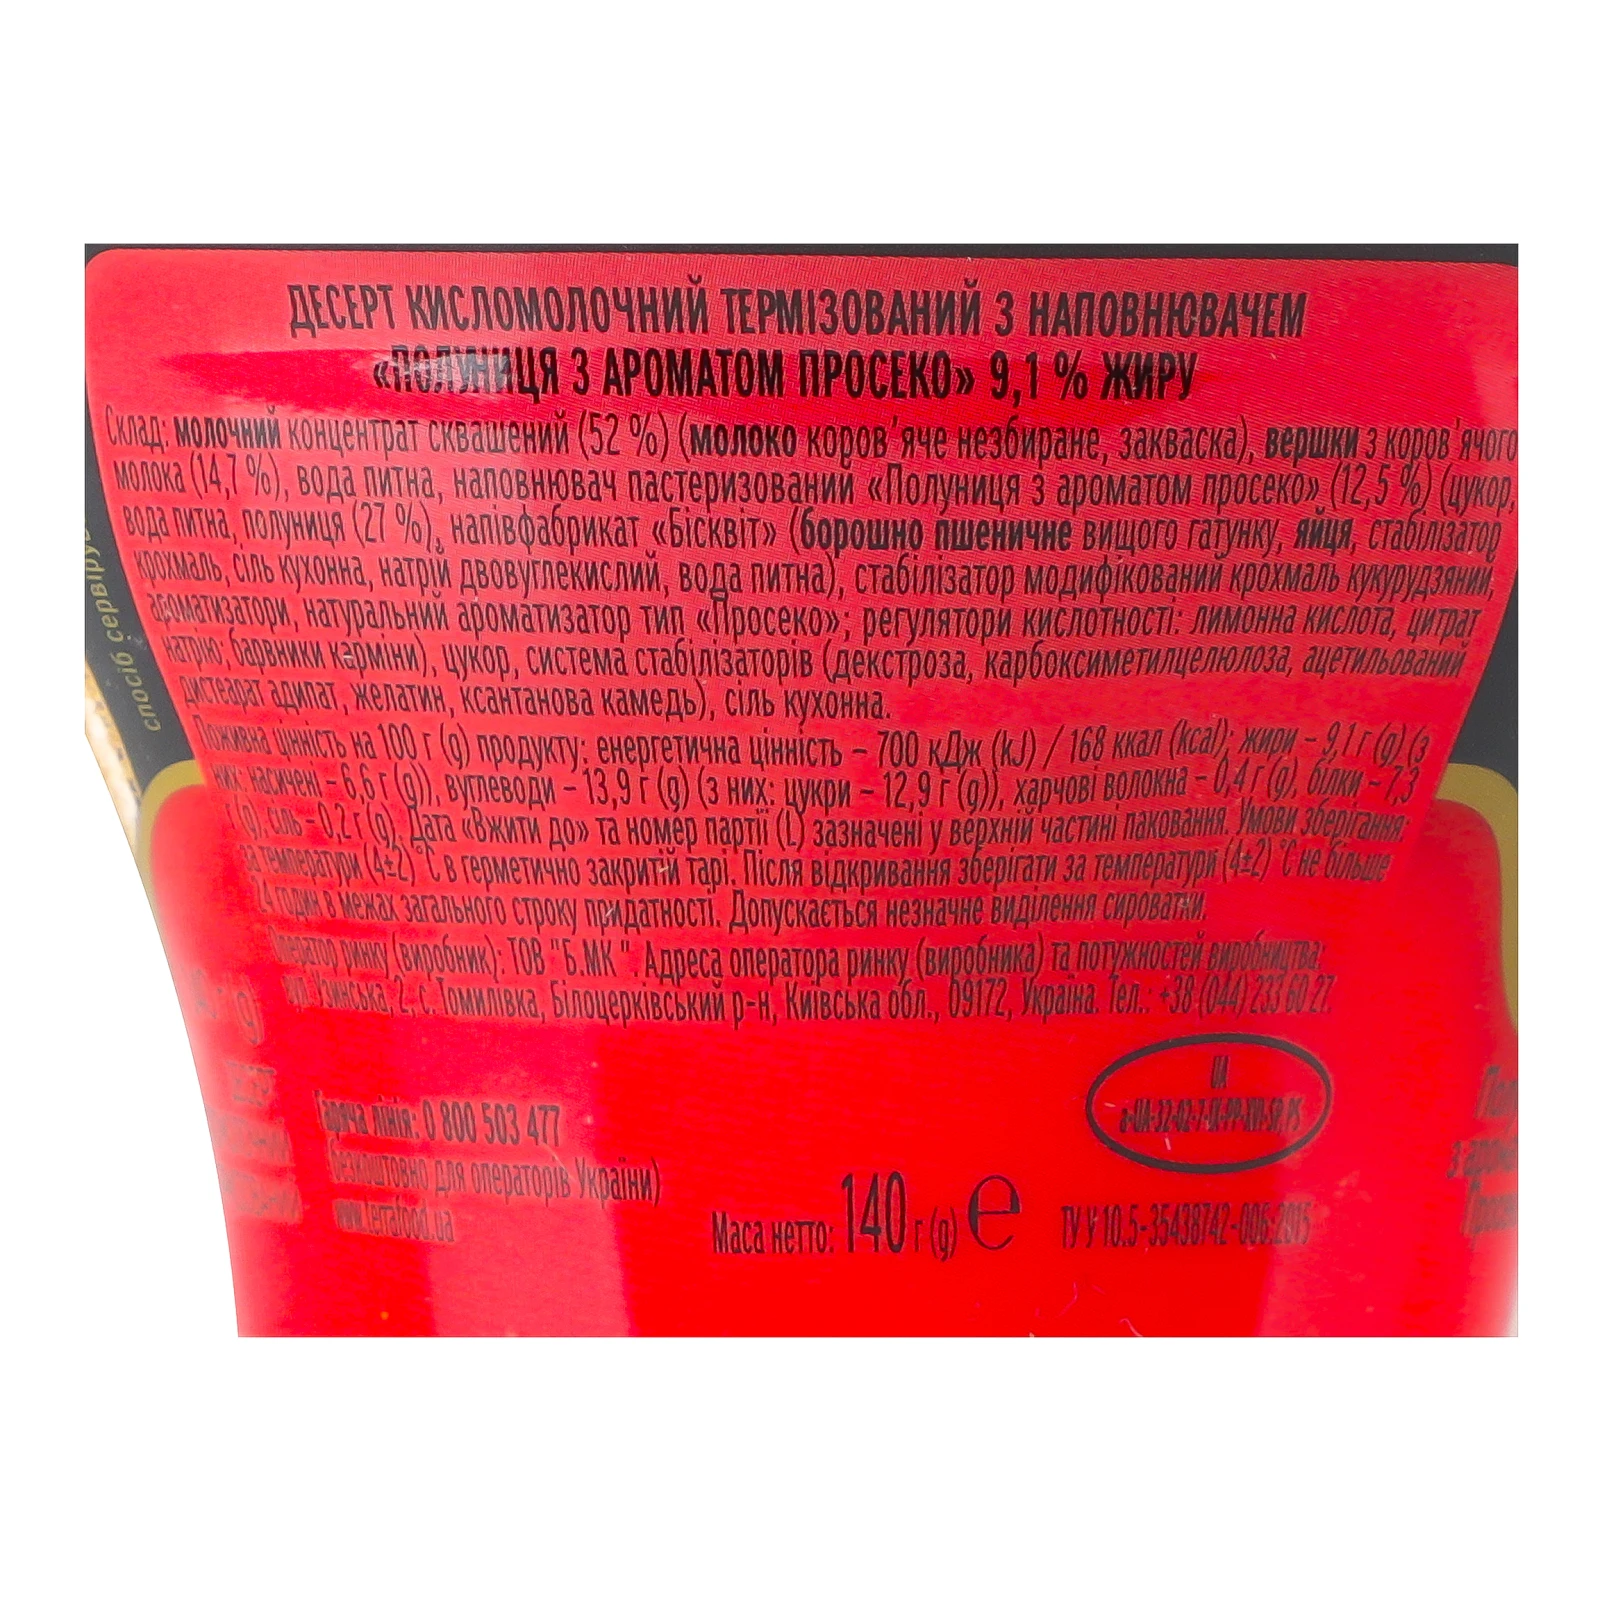 ДЕСЕРТ КИСЛОМОЛОЧНИЙ ТЕРМІЗОВАНИЙ З НАПОВНЮВАЧЕМ
«ПОЛУНИЦЯ З АРОМАТОМ ПРОСЕКО» 9,1 % ЖИРУ
Склад: молочний концентрат сквашений (52 %) (молоко коров'яче незбиране, закваска), вершки з коров'ячого
молока (14,7 %), вода питна, наповнювач пастеризований «Полуниця з ароматом просеко» (12,5 %) (цукор,
вода питна, полуниця (27 %), напівфабрикат «Бісквіт» (борошно пшеничне вищого гатунку, яйця, стабілізатор
крохмаль, сіль кухонна, натрій двовуглекислий, вода питна), стабілізатор модифікований крохмаль кукурудзяний,
ароматизатори, натуральний ароматизатор тип «Просеко»; регулятори кислотності: лимонна кислота, цитрат
натрію; барвники карміни), цукор, система стабілізаторів (декстроза, карбоксиметилцелюлоза, ацетильований
дистеарат адипат, желатин, ксантанова камедь), сіль кухонна.
Поживна цінність на 100 г (g) продукту: енергетична цінність – 700 кДж (kJ) / 168 ккал (kcal); жири – 9,1 г (g) (з
них: насичені – 6,6 г (g)), вуглеводи – 13,9 г (g) (з них: цукри – 12,9 г (g)), харчові волокна – 0,4 г (g), білки – 7,3
(g), сіль – 0,2 г (g). Дата «Вжити до» та номер партії (L) зазначені у верхній частині паковання. Умови зберігання:
за температури (4±2) °С в герметично закритій тарі. Після відкривання зберігати за температури (4±2) °С не більше
24 годин в межах загального строку придатності. Допускається незначне виділення сироватки.
Оператор ринку (виробник): ТОВ "Б.МК ". Адреса оператора ринку (виробника) та потужностей виробництва:
2, с. Томилівка, Білоцерківський р-н, Київська обл., 09172, Україна. Тел.: +38 (044) 233 60 27.
UA
Гаряча лінія: 0 800 503 477
безкоштовно для операторів України)
www.terrafood.ua
Маса нетто: 140 г (g) ℮
ТУ У 10.5-35438742-006:2015
спосіб сервірув